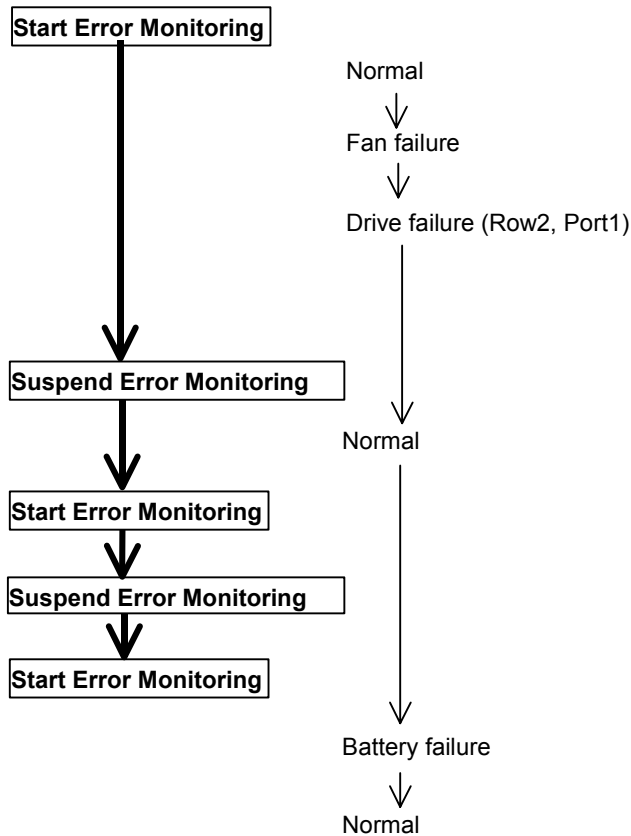 Start Error Monitoring
Normal
Fan failure
Drive failure (Row2, Port1)
Suspend Error Monitoring
Normal
Start Error Monitoring
Suspend Error Monitoring
Start Error Monitoring
Battery failure
Normal